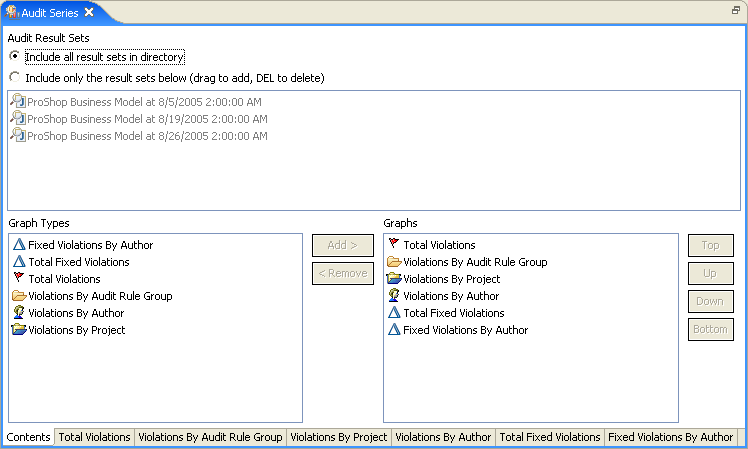 Audit Series
Audit Result Sets
Include all result sets in directory
Include only the result sets below (drag to add, DEL to delete)
ProShop Business Model at 8/5/2005 2:00:00 AM
ProShop Business Model at 8/19/2005 2:00:00 AM
ProShop Business Model at 8/26/2005 2:00:00 AM
Graph Types
Fixed Violations By Author
Total Fixed Violations
Total Violations
Violations By Audit Rule Group
Violations By Author
Violations By Project
Add >
< Remove
Graphs
Total Violations
Violations By Audit Rule Group
Violations By Project
Violations By Author
Total Fixed Violations
Fixed Violations By Author
Top
Up
Down
Bottom
Contents Total Violations Violations By Audit Rule Group Violations By Project Violations By Author Total Fixed Violations Fixed Violations By Author